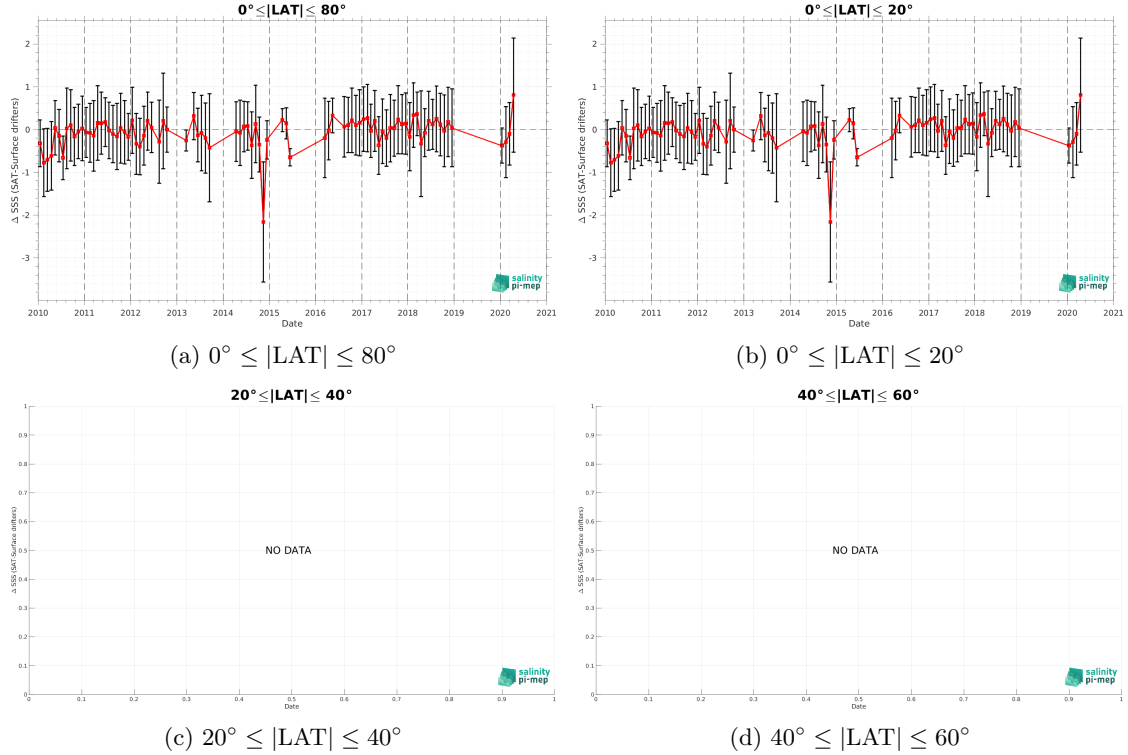 0°≤|LAT|≤ 80°
Δ SSS (SAT-Surface drifters)
2
1
0
-1
-2
-3
2010 2011 2012 2013 2014 2015 2016 2017 2018 2019 2020 2021
Date
salinity
pi-mep
(a) 0° ≤ |LAT| ≤ 80°
0°≤|LAT|≤ 20°
Δ SSS (SAT-Surface drifters)
2
1
0
-1
-2
-3
2010 2011 2012 2013 2014 2015 2016 2017 2018 2019 2020 2021
Date
salinity
pi-mep
(b) 0° ≤ |LAT| ≤ 20°
20°≤|LAT|≤ 40°
Δ SSS (SAT-Surface drifters)
1
0.9
0.8
0.7
0.6
0.5
0.4
0.3
0.2
0.1
0
NO DATA
0 0.1 0.2 0.3 0.4 0.5 0.6 0.7 0.8 0.9 1
Date
salinity
pi-mep
(c) 20° ≤ |LAT| ≤ 40°
40°≤|LAT|≤ 60°
Δ SSS (SAT-Surface drifters)
1
0.9
0.8
0.7
0.6
0.5
0.4
0.3
0.2
0.1
0
NO DATA
0 0.1 0.2 0.3 0.4 0.5 0.6 0.7 0.8 0.9 1
Date
salinity
pi-mep
(d) 40° ≤ |LAT| ≤ 60°